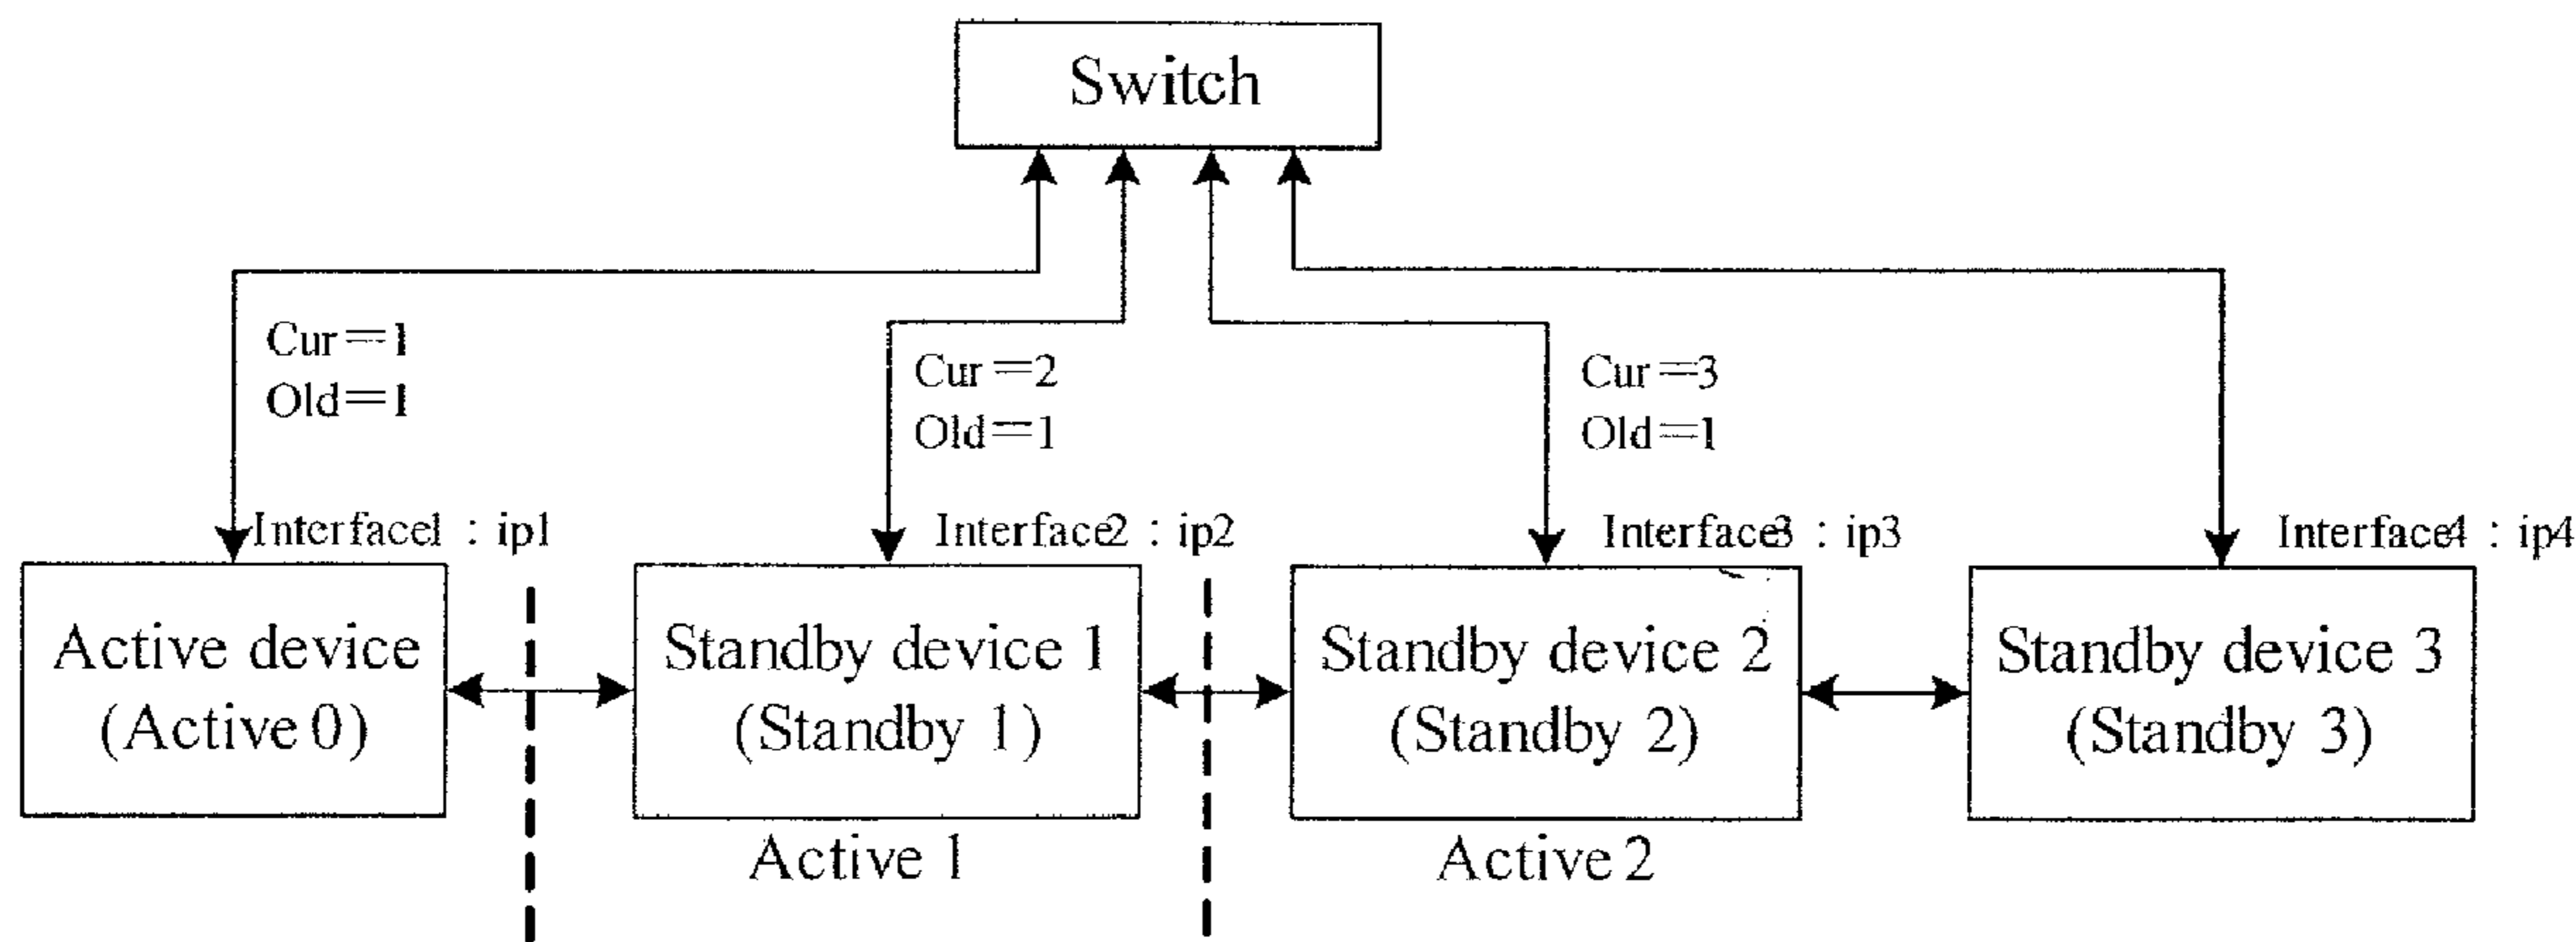 Switch
Cur=1
Old=1
Cur=2
Old=1
Cur=3
Old=1
Interface1 : ip1
Interface2 : ip2
Interface3 : ip3
Interface4 : ip4
Active device
(Active 0)
Standby device 1
(Standby 1)
Standby device 2
(Standby 2)
Standby device 3
(Standby 3)
Active 1
Active 2